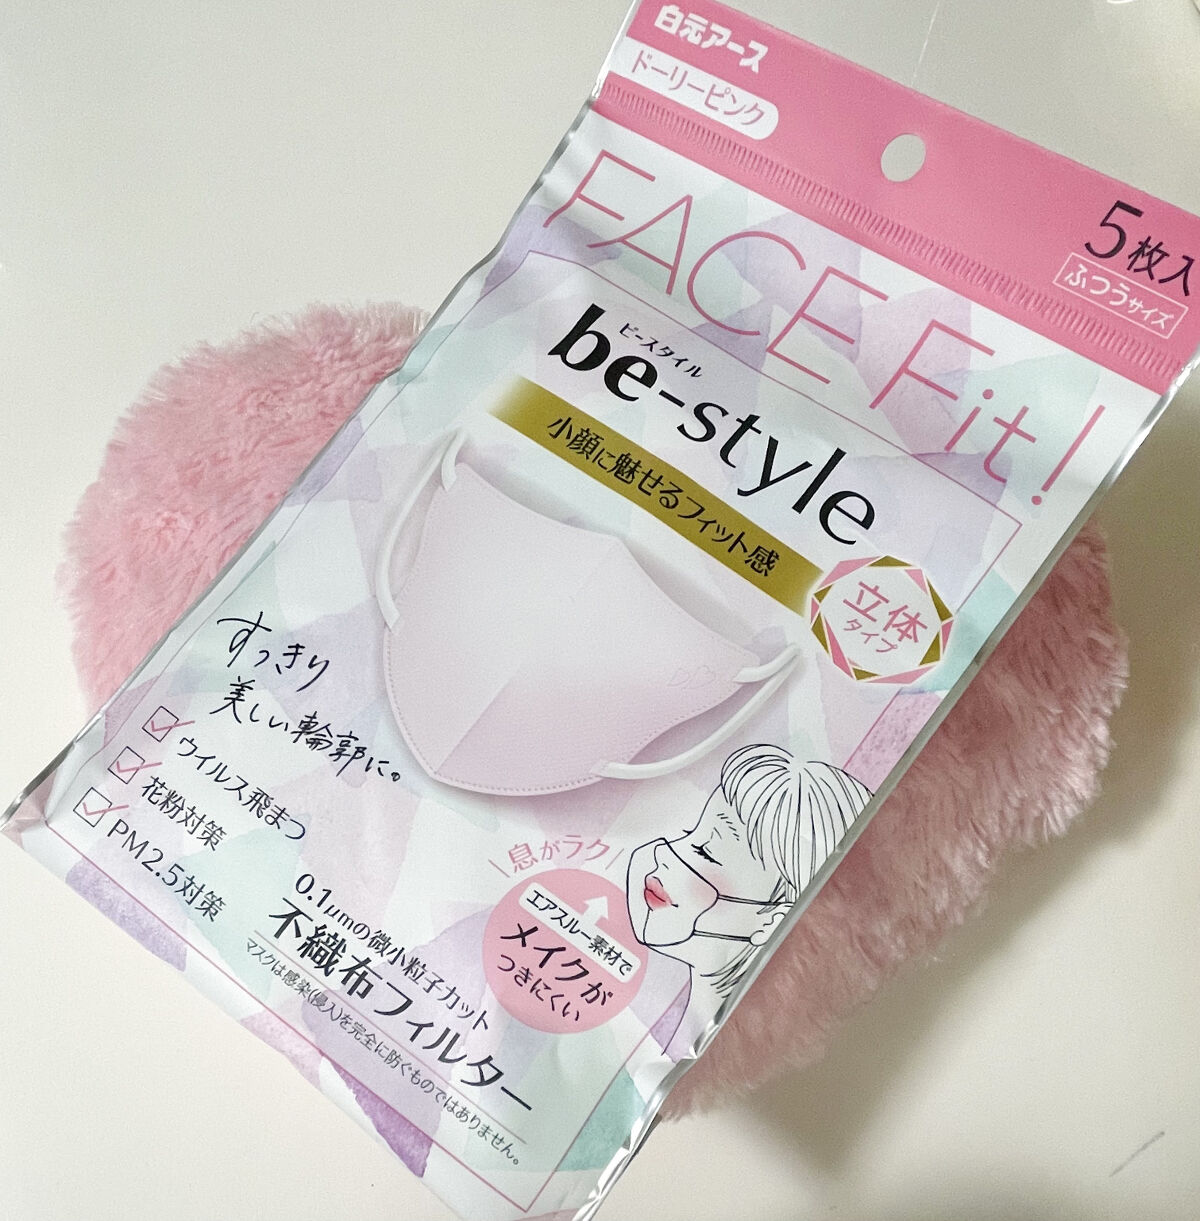 白元アース
ドーリーピンク
5枚入
ふつうサイズ
FACE Fit!
ビースタイル
be-style
小顔に魅せるフィット感
立体
タイプ
すっきり
美しい輪郭に。
ウイルス飛まつ
花粉対策
PM2.5対策
息がラク
エアスルー素材で
メイクが
つきにくい
0.1μmの微小粒子カット
不織布フィルター
マスクは感染(侵入)を完全に防ぐものではありません。